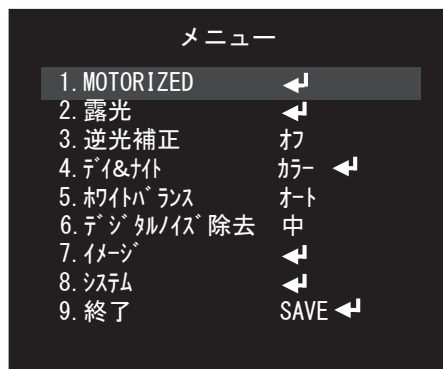 メニュー
1. MOTORIZED ↵
2. 露光 ↵
3. 逆光補正 オフ
4. ﾃﾞｲ&ﾅｲﾄ ｶﾗｰ ↵
5. ﾎﾜｲﾄﾊﾞﾗﾝｽ ｵｰﾄ
6. ﾃﾞｼﾞﾀﾙﾉｲｽﾞ除去 中
7. ｲﾒｰｼﾞ ↵
8. ｼｽﾃﾑ ↵
9. 終了 SAVE ↵